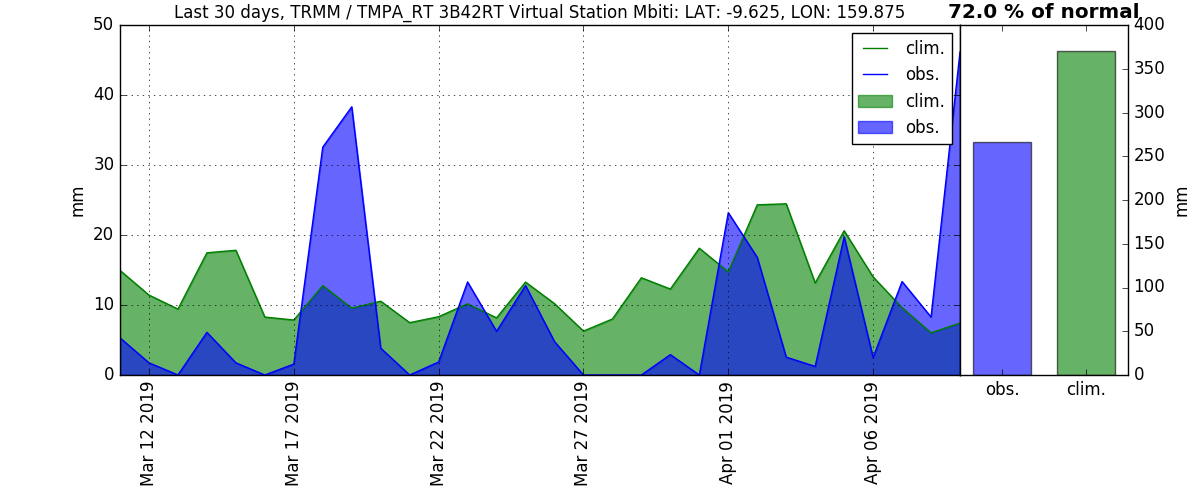 Last 30 days, TRMM / TMPA_RT 3B42RT Virtual Station Mbiti: LAT: -9.625, LON: 159.875
72.0 % of normal
50
40
30
20
10
0
mm
clim.
obs.
clim.
obs.
400
350
300
250
200
150
100
50
0
mm
Mar 12 2019
Mar 17 2019
Mar 22 2019
Mar 27 2019
Apr 01 2019
Apr 06 2019
obs.
clim.